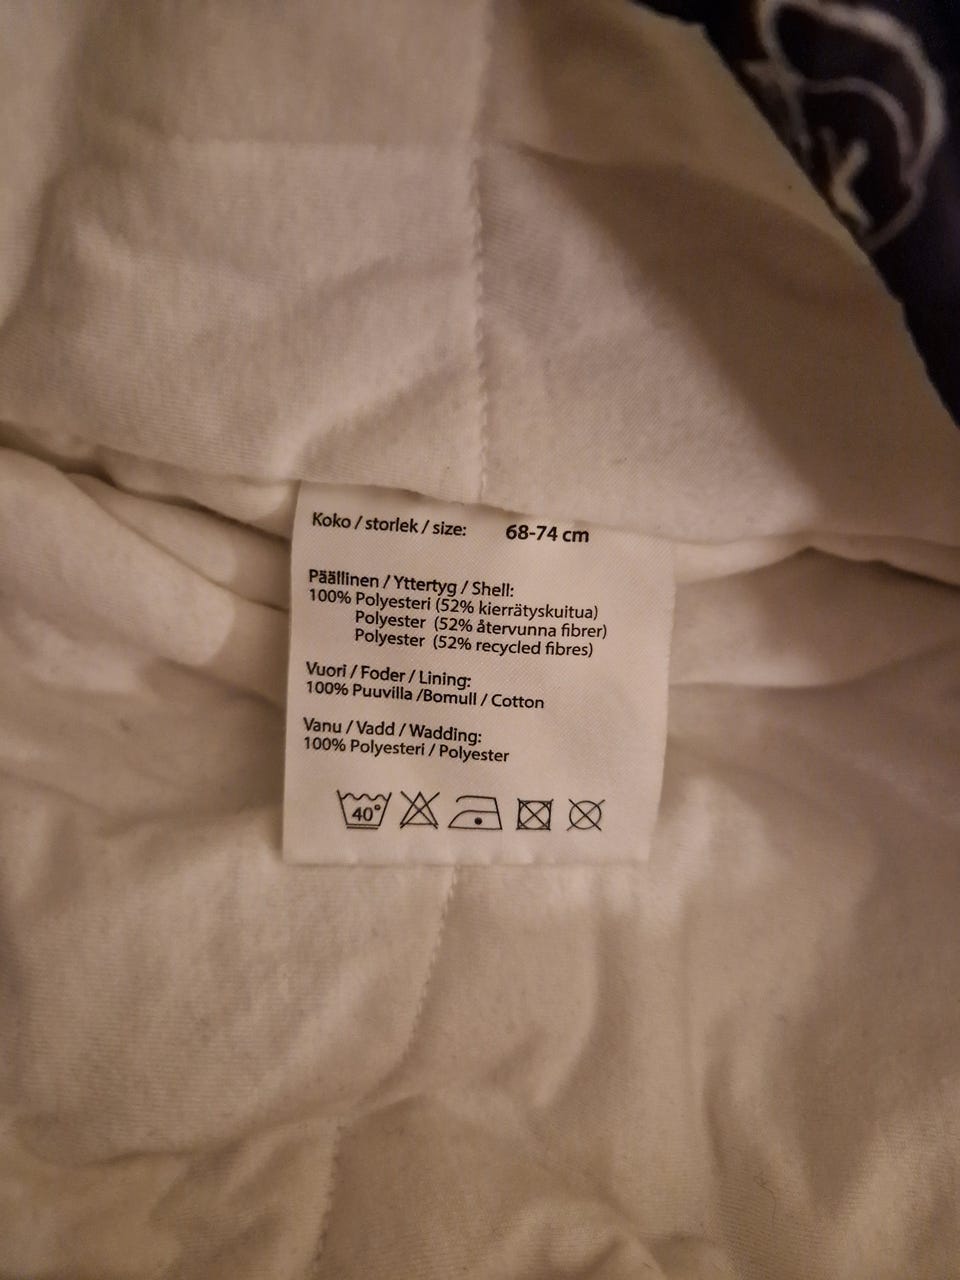 Koko / storlek / size: 68-74 cm
Päällinen / Yttertyg / Shell:
100% Polyesteri (52% kierrätyskuitua)
Polyester (52% återvunna fibrer)
Polyester (52% recycled fibres)
Vuori / Foder / Lining:
100% Puuvilla /Bomull / Cotton
Vanu / Vadd / Wadding:
100% Polyesteri / Polyester
40°